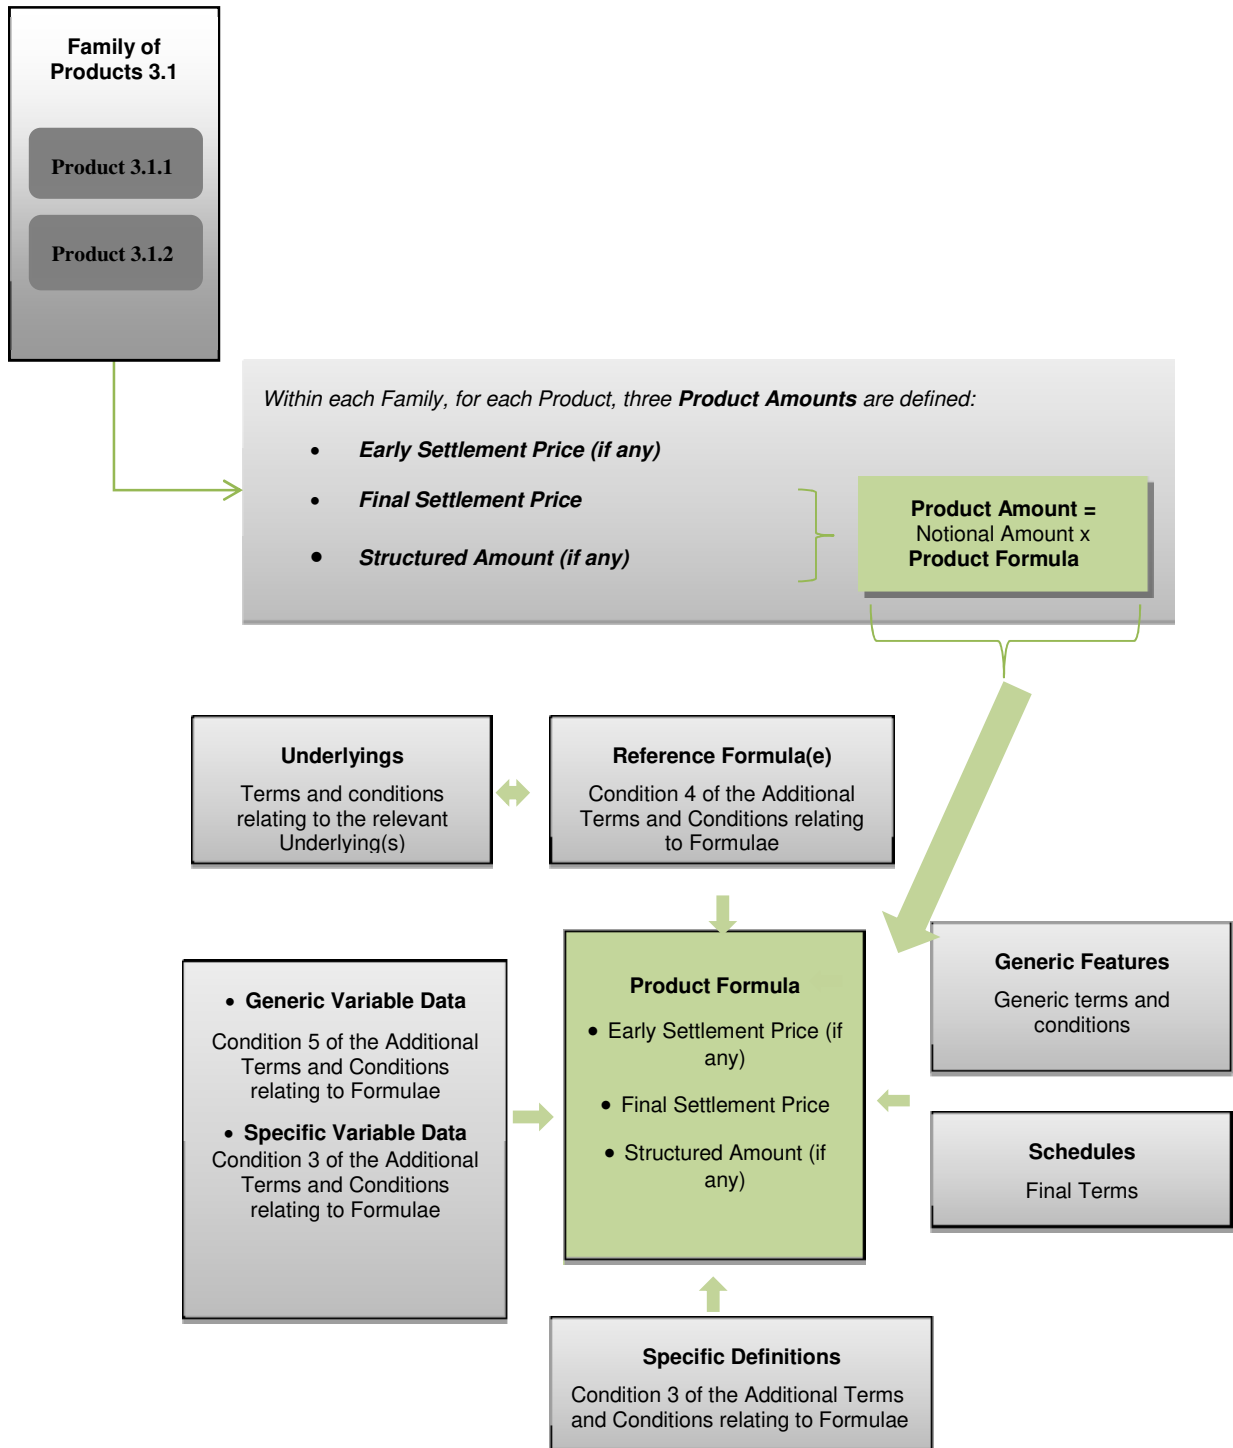 Family of
Products 3.1
Product 3.1.1
Product 3.1.2
Within each Family, for each Product, three Product Amounts are defined:
• Early Settlement Price (if any)
• Final Settlement Price
• Structured Amount (if any)
Product Amount =
Notional Amount x
Product Formula
Underlyings
Terms and conditions
relating to the relevant
Underlying(s)
Reference Formula(e)
Condition 4 of the Additional
Terms and Conditions relating
to Formulae
• Generic Variable Data
Condition 5 of the Additional
Terms and Conditions
relating to Formulae
• Specific Variable Data
Condition 3 of the Additional
Terms and Conditions
relating to Formulae
Product Formula
• Early Settlement Price (if
any)
• Final Settlement Price
• Structured Amount (if
any)
Generic Features
Generic terms and
conditions
Schedules
Final Terms
Specific Definitions
Condition 3 of the Additional Terms
and Conditions relating to Formulae